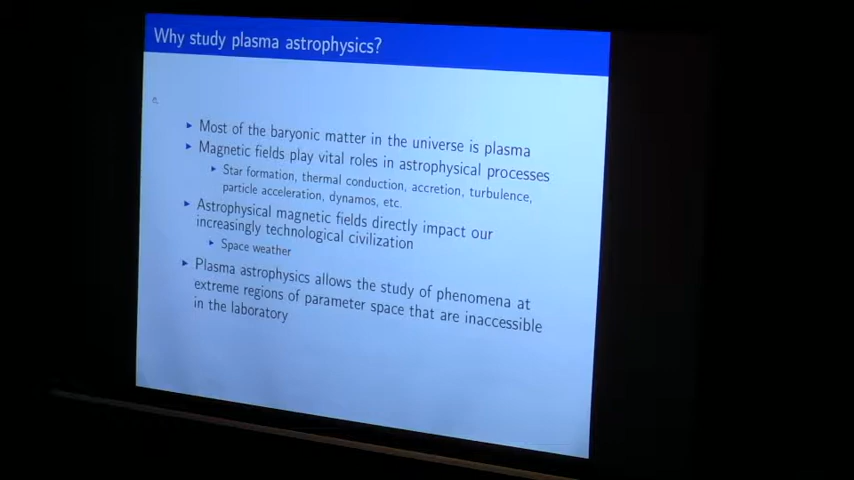 Why study plasma astrophysics?
▶ Most of the baryonic matter in the universe is plasma
▶ Magnetic fields play vital roles in astrophysical processes
▶ Star formation, thermal conduction, accretion, turbulence,
particle acceleration, dynamos, etc.
▶ Astrophysical magnetic fields directly impact our
increasingly technological civilization
▶ Space weather
▶ Plasma astrophysics allows the study of phenomena at
extreme regions of parameter space that are inaccessible
in the laboratory